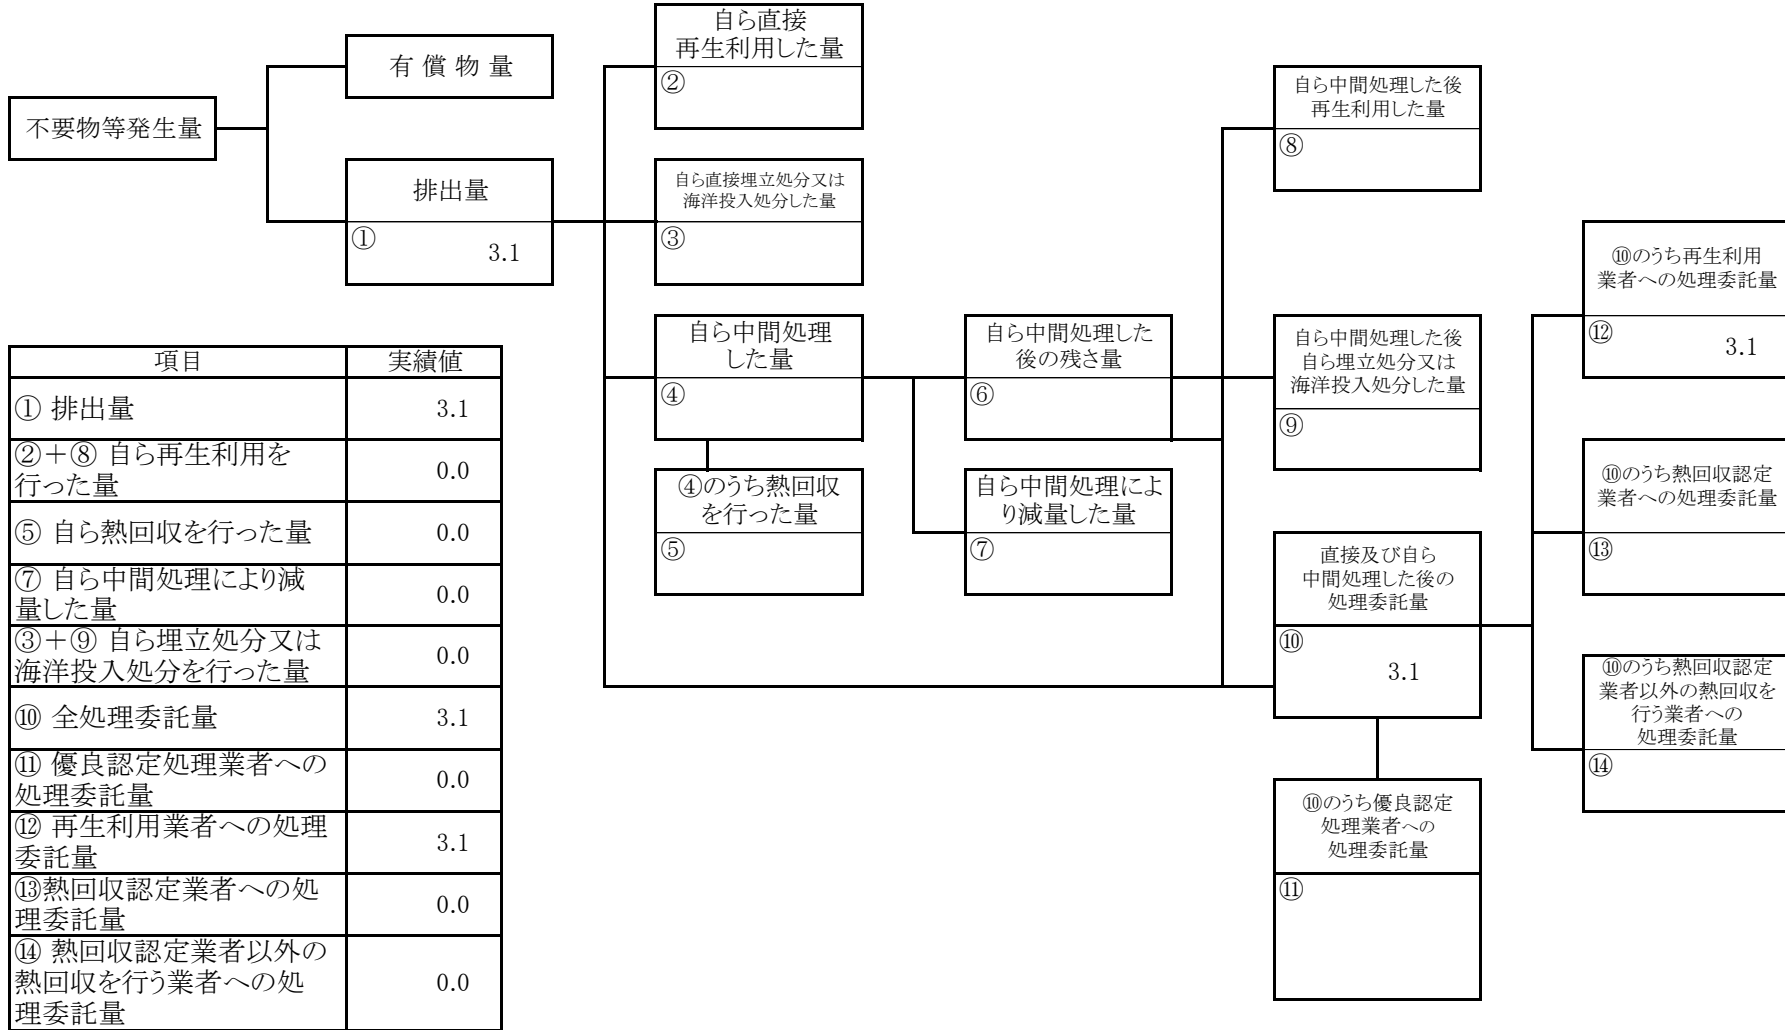 不要物等発生量
有償物量
排出量
①
3.1
自ら直接
再生利用した量
②
自ら直接埋立処分又は
海洋投入処分した量
③
自ら中間処理
した量
④
④のうち熱回収
を行った量
⑤
自ら中間処理した
後の残さ量
⑥
自ら中間処理によ
り減量した量
⑦
自ら中間処理した後
再生利用した量
⑧
自ら中間処理した後
自ら埋立処分又は
海洋投入処分した量
⑨
直接及び自ら
中間処理した後の
処理委託量
⑩
3.1
⑩のうち優良認定
処理業者への
処理委託量
⑪
⑩のうち再生利用
業者への処理委託量
⑫
3.1
⑩のうち熱回収認定
業者への処理委託量
⑬
⑩のうち熱回収認定
業者以外の熱回収を
行う業者への
処理委託量
⑭
項目 実績値
① 排出量 3.1
②＋⑧ 自ら再生利用を
行った量 0.0
⑤ 自ら熱回収を行った量 0.0
⑦ 自ら中間処理により減
量した量 0.0
③＋⑨ 自ら埋立処分又は
海洋投入処分を行った量 0.0
⑩ 全処理委託量 3.1
⑪ 優良認定処理業者への
処理委託量 0.0
⑫ 再生利用業者への処理
委託量 3.1
⑬熱回収認定業者への処
理委託量 0.0
⑭ 熱回収認定業者以外の
熱回収を行う業者への処
理委託量 0.0